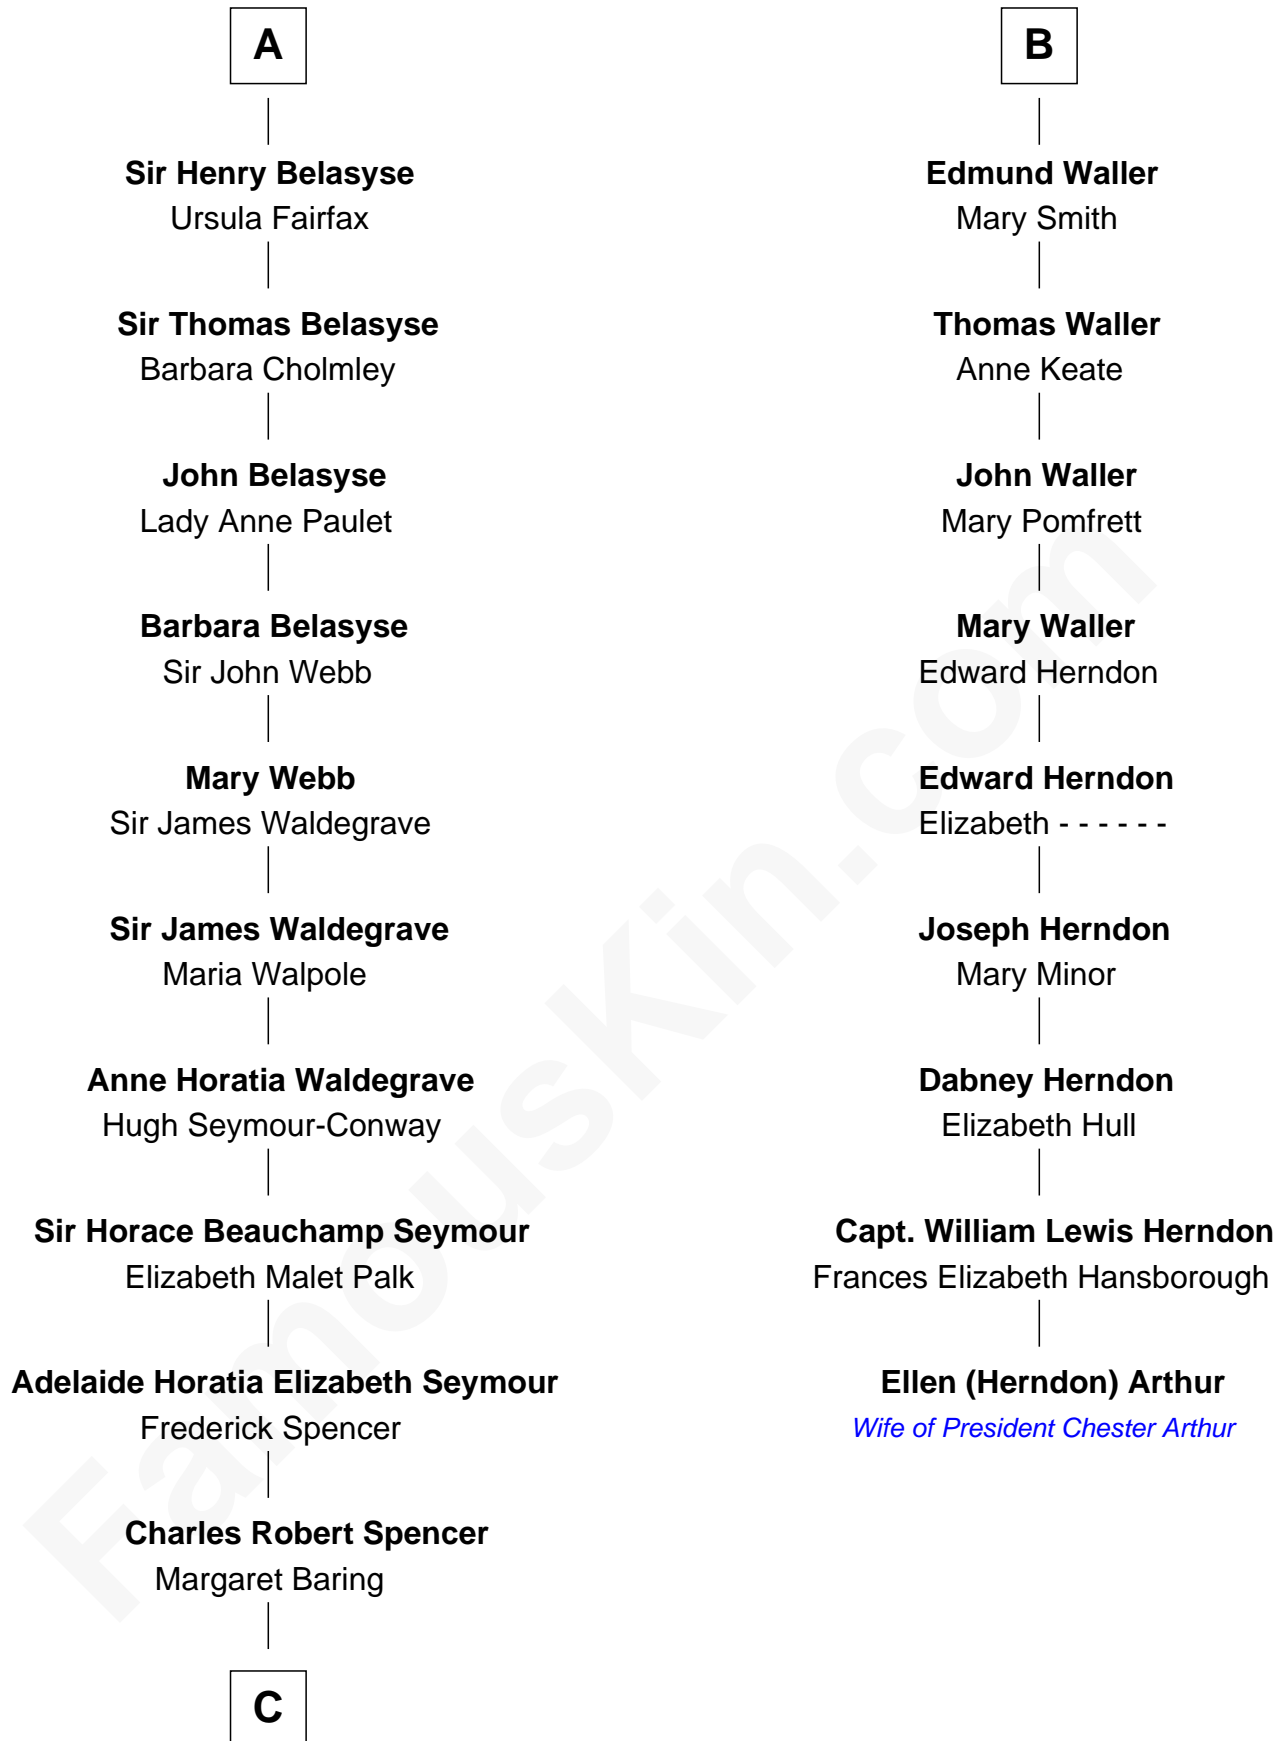 A
Sir Henry Belasyse
Ursula Fairfax
Sir Thomas Belasyse
Barbara Cholmley
John Belasyse
Lady Anne Paulet
Barbara Belasyse
Sir John Webb
Mary Webb
Sir James Waldegrave
Sir James Waldegrave
Maria Walpole
Anne Horatia Waldegrave
Hugh Seymour-Conway
Sir Horace Beauchamp Seymour
Elizabeth Malet Palk
Adelaide Horatia Elizabeth Seymour
Frederick Spencer
Charles Robert Spencer
Margaret Baring
C
B
Edmund Waller
Mary Smith
Thomas Waller
Anne Keate
John Waller
Mary Pomfrett
Mary Waller
Edward Herndon
Edward Herndon
Elizabeth - - - - - -
Joseph Herndon
Mary Minor
Dabney Herndon
Elizabeth Hull
Capt. William Lewis Herndon
Frances Elizabeth Hansborough
Ellen (Herndon) Arthur
Wife of President Chester Arthur
FamousKin.com